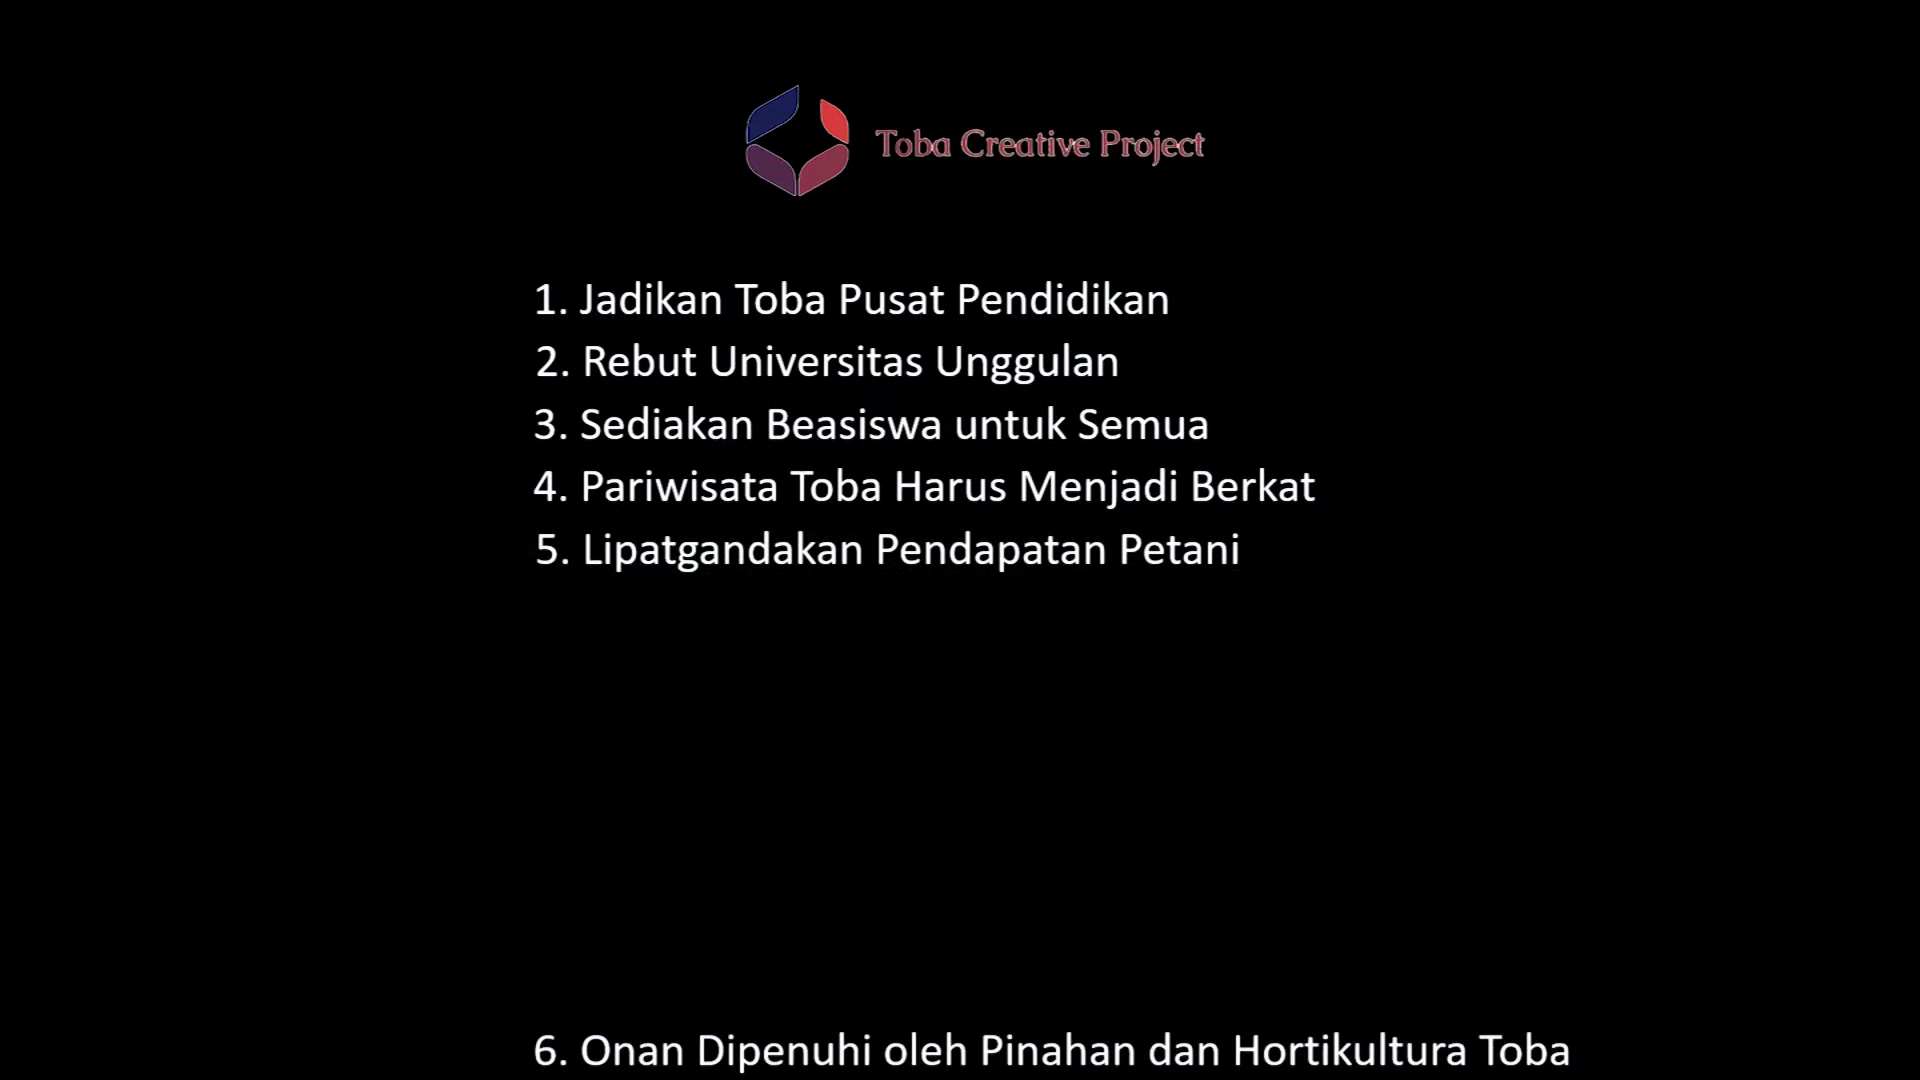 Toba Creative Project
1. Jadikan Toba Pusat Pendidikan
2. Rebut Universitas Unggulan
3. Sediakan Beasiswa untuk Semua
4. Pariwisata Toba Harus Menjadi Berkat
5. Lipatgandakan Pendapatan Petani
6. Onan Dipenuhi oleh Pinahan dan Hortikultura Toba